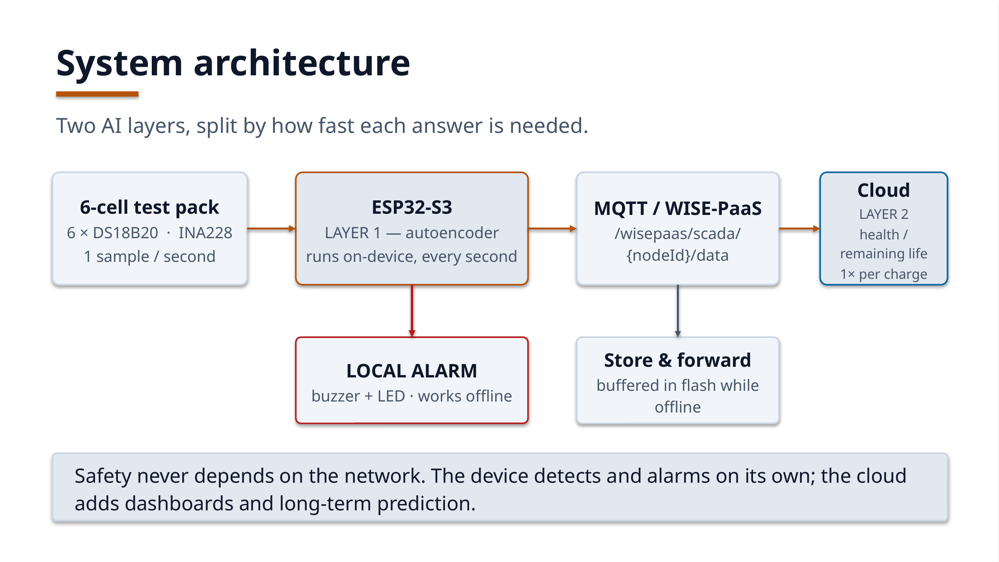 System architecture
Two AI layers, split by how fast each answer is needed.
6-cell test pack
6 × DS18B20 · INA228
1 sample / second
ESP32-S3
LAYER 1 — autoencoder
runs on-device, every second
MQTT / WISE-PaaS
/wisepaas/scada/
{nodeId}/data
Cloud
LAYER 2
health /
remaining life
1× per charge
LOCAL ALARM
buzzer + LED · works offline
Store & forward
buffered in flash while
offline
Safety never depends on the network. The device detects and alarms on its own; the cloud
adds dashboards and long-term prediction.